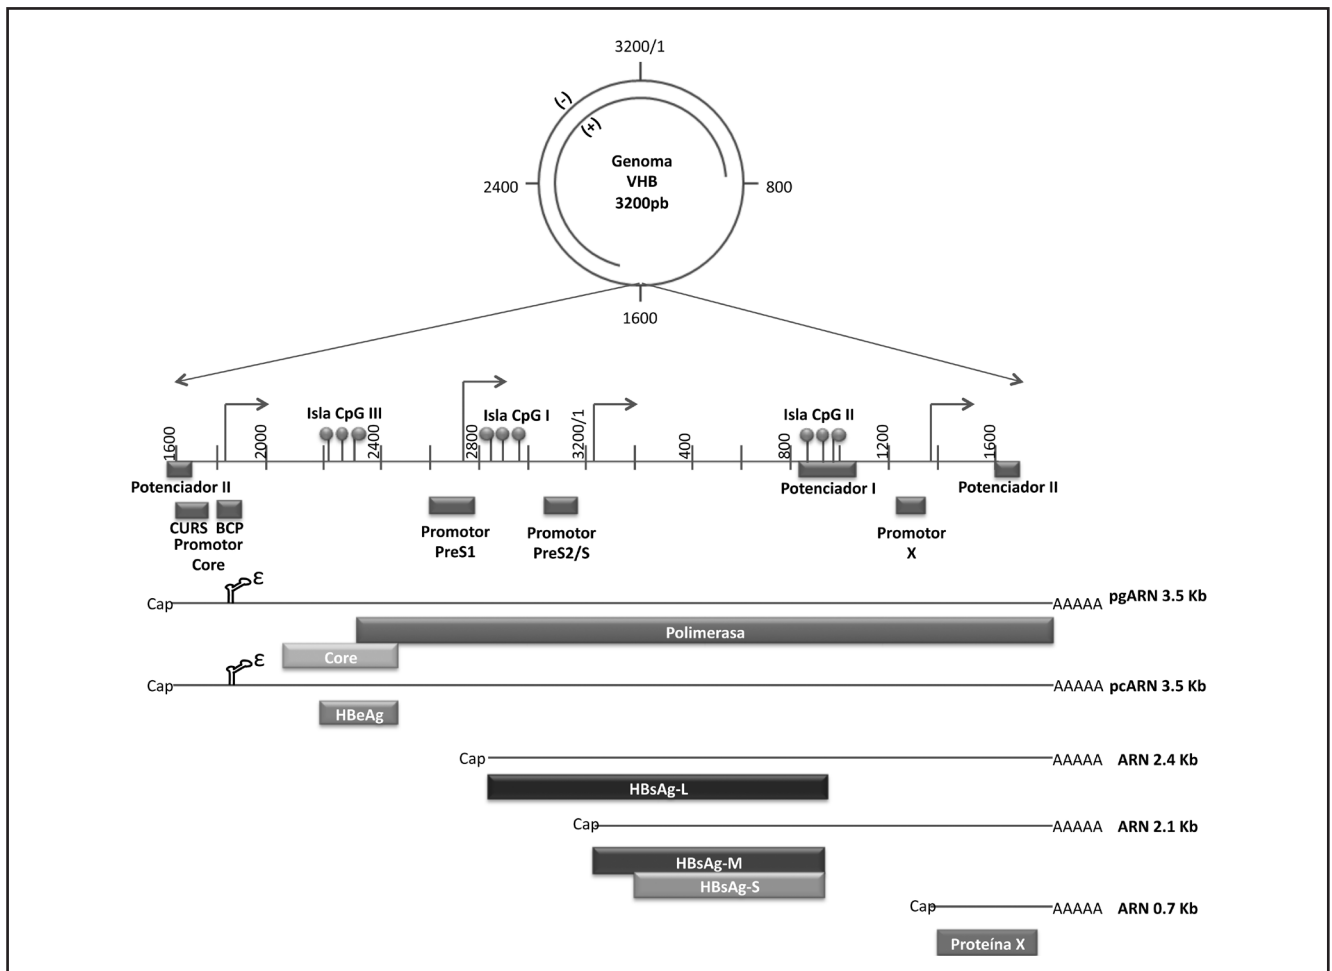 3200/1
(-)
(+)
Genoma
VHB
3200pb
2400
800
1600
Isla CpG III
Isla CpG I
Isla CpG II
1600
2000
2400
2800
3200/1
400
800
1200
1600
Potenciador II
Potenciador I
Potenciador II
CURS BCP
Promotor
Core
Promotor
PreS1
Promotor
PreS2/S
Promotor
X
ε
Cap AAAAA pgARN 3.5 Kb
Polimerasa
Core
ε
Cap AAAAA pcARN 3.5 Kb
HBeAg
Cap AAAAA ARN 2.4 Kb
HBsAg-L
Cap AAAAA ARN 2.1 Kb
HBsAg-M
HBsAg-S
Cap AAAAA ARN 0.7 Kb
Proteína X